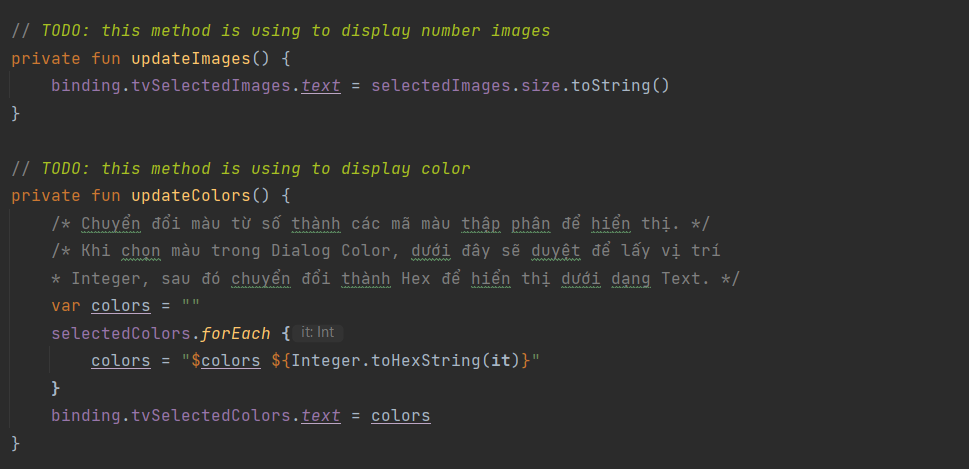 // TODO: this method is using to display number images
private fun updateImages() {
binding.tvSelectedImages.text = selectedImages.size.toString()
}
// TODO: this method is using to display color
private fun updateColors() {
/* Chuyển đổi màu từ số thành các mã màu thập phân để hiển thị. */
/* Khi chọn màu trong Dialog Color, dưới đây sẽ duyệt để lấy vị trí
* Integer, sau đó chuyển đổi thành Hex để hiển thị dưới dạng Text. */
var colors = ""
selectedColors.forEach { it: Int
colors = "$colors ${Integer.toHexString(it)}"
}
binding.tvSelectedColors.text = colors
}